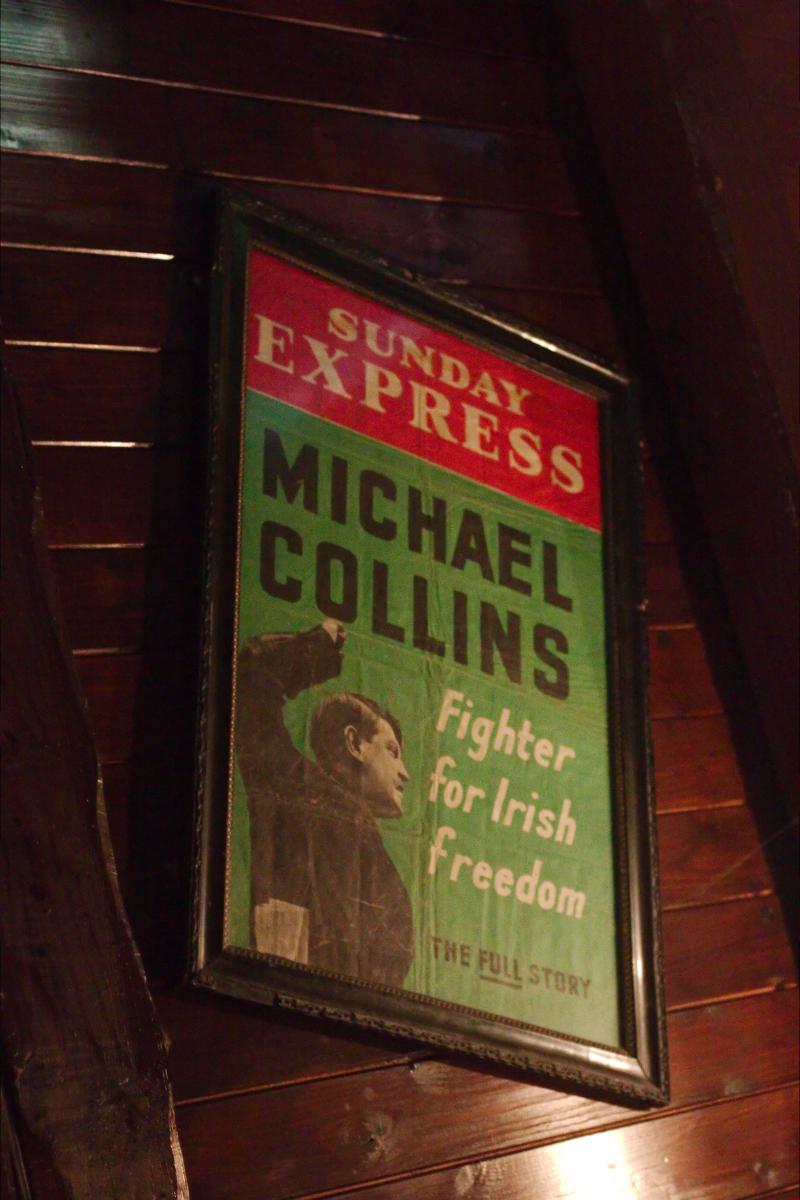 SUNDAY
EXPRESS
MICHAEL
COLLINS
Fighter
for Irish
freedom
THE FULL STORY